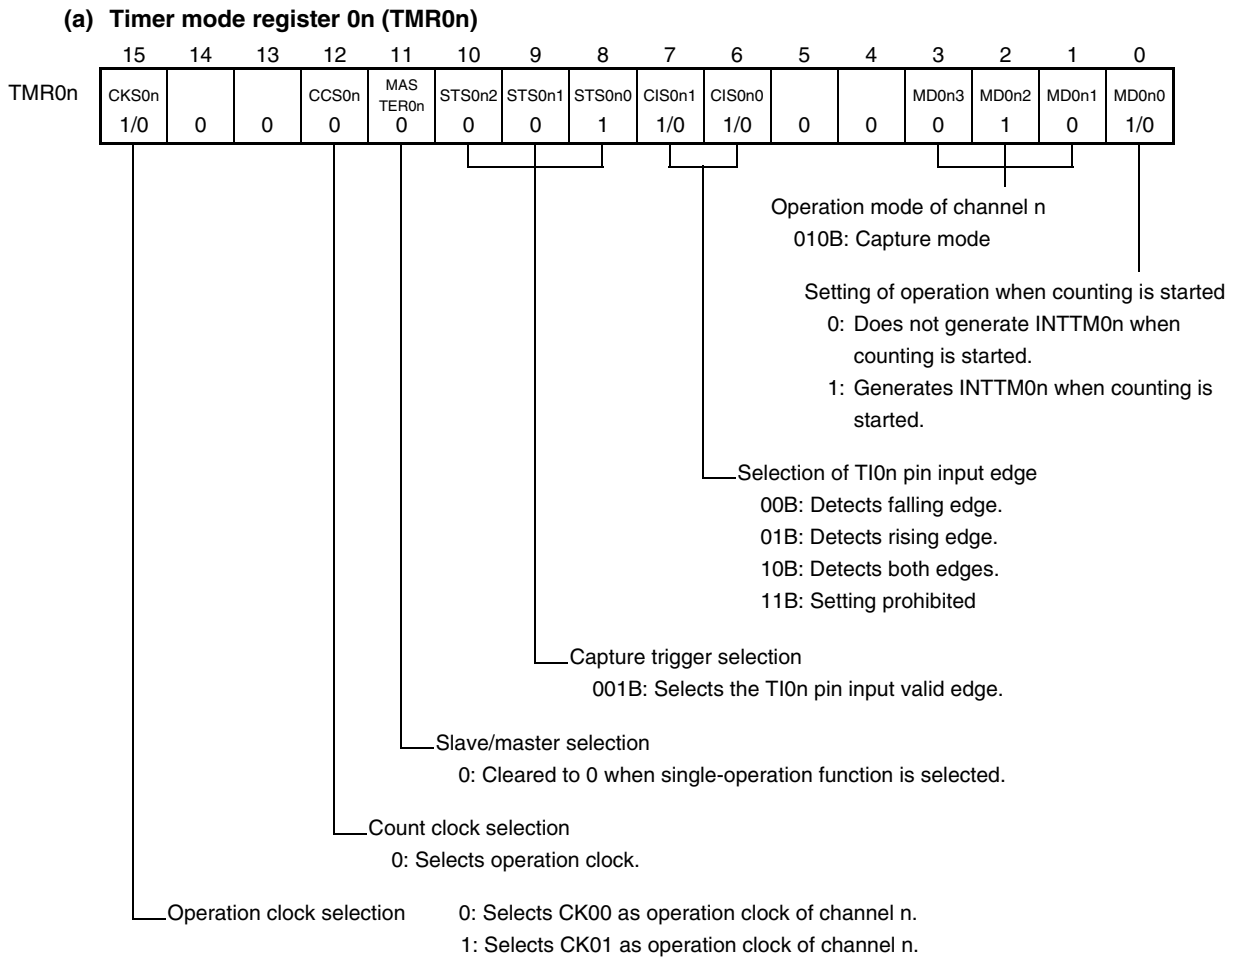 (a) Timer mode register 0n (TMR0n)
15 14 13 12 11 10 9 8 7 6 5 4 3 2 1 0
TMR0n CKS0n CCS0n MAS TER0n STS0n2 STS0n1 STS0n0 CIS0n1 CIS0n0 MD0n3 MD0n2 MD0n1 MD0n0
1/0 0 0 0 0 0 0 1 1/0 1/0 0 0 0 1 0 1/0
Operation mode of channel n
010B: Capture mode
Setting of operation when counting is started
0: Does not generate INTTM0n when
counting is started.
1: Generates INTTM0n when counting is
started.
Selection of TI0n pin input edge
00B: Detects falling edge.
01B: Detects rising edge.
10B: Detects both edges.
11B: Setting prohibited
Capture trigger selection
001B: Selects the TI0n pin input valid edge.
Slave/master selection
0: Cleared to 0 when single-operation function is selected.
Count clock selection
0: Selects operation clock.
Operation clock selection 0: Selects CK00 as operation clock of channel n.
1: Selects CK01 as operation clock of channel n.